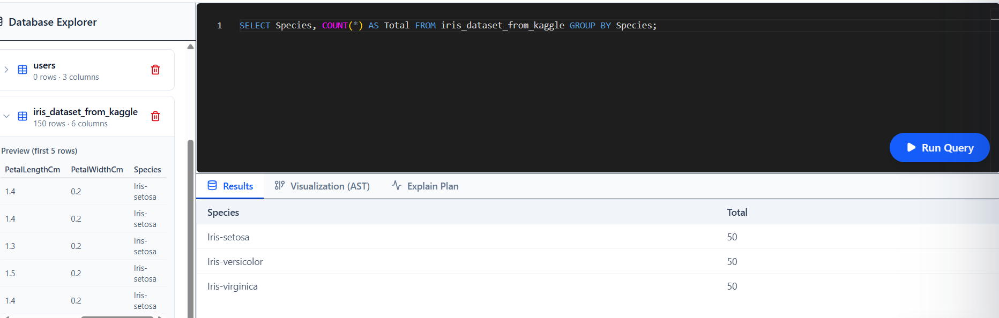 Database Explorer
users
0 rows · 3 columns
iris_dataset_from_kaggle
150 rows · 6 columns
Preview (first 5 rows)
PetalLengthCm PetalWidthCm Species
1.4 0.2 Iris-
setosa
1.4 0.2 Iris-
setosa
1.3 0.2 Iris-
setosa
1.5 0.2 Iris-
setosa
1.4 0.2 Iris-
setosa
1 SELECT Species, COUNT(*) AS Total FROM iris_dataset_from_kaggle GROUP BY Species;
Run Query
Results Visualization (AST) Explain Plan
Species Total
Iris-setosa 50
Iris-versicolor 50
Iris-virginica 50